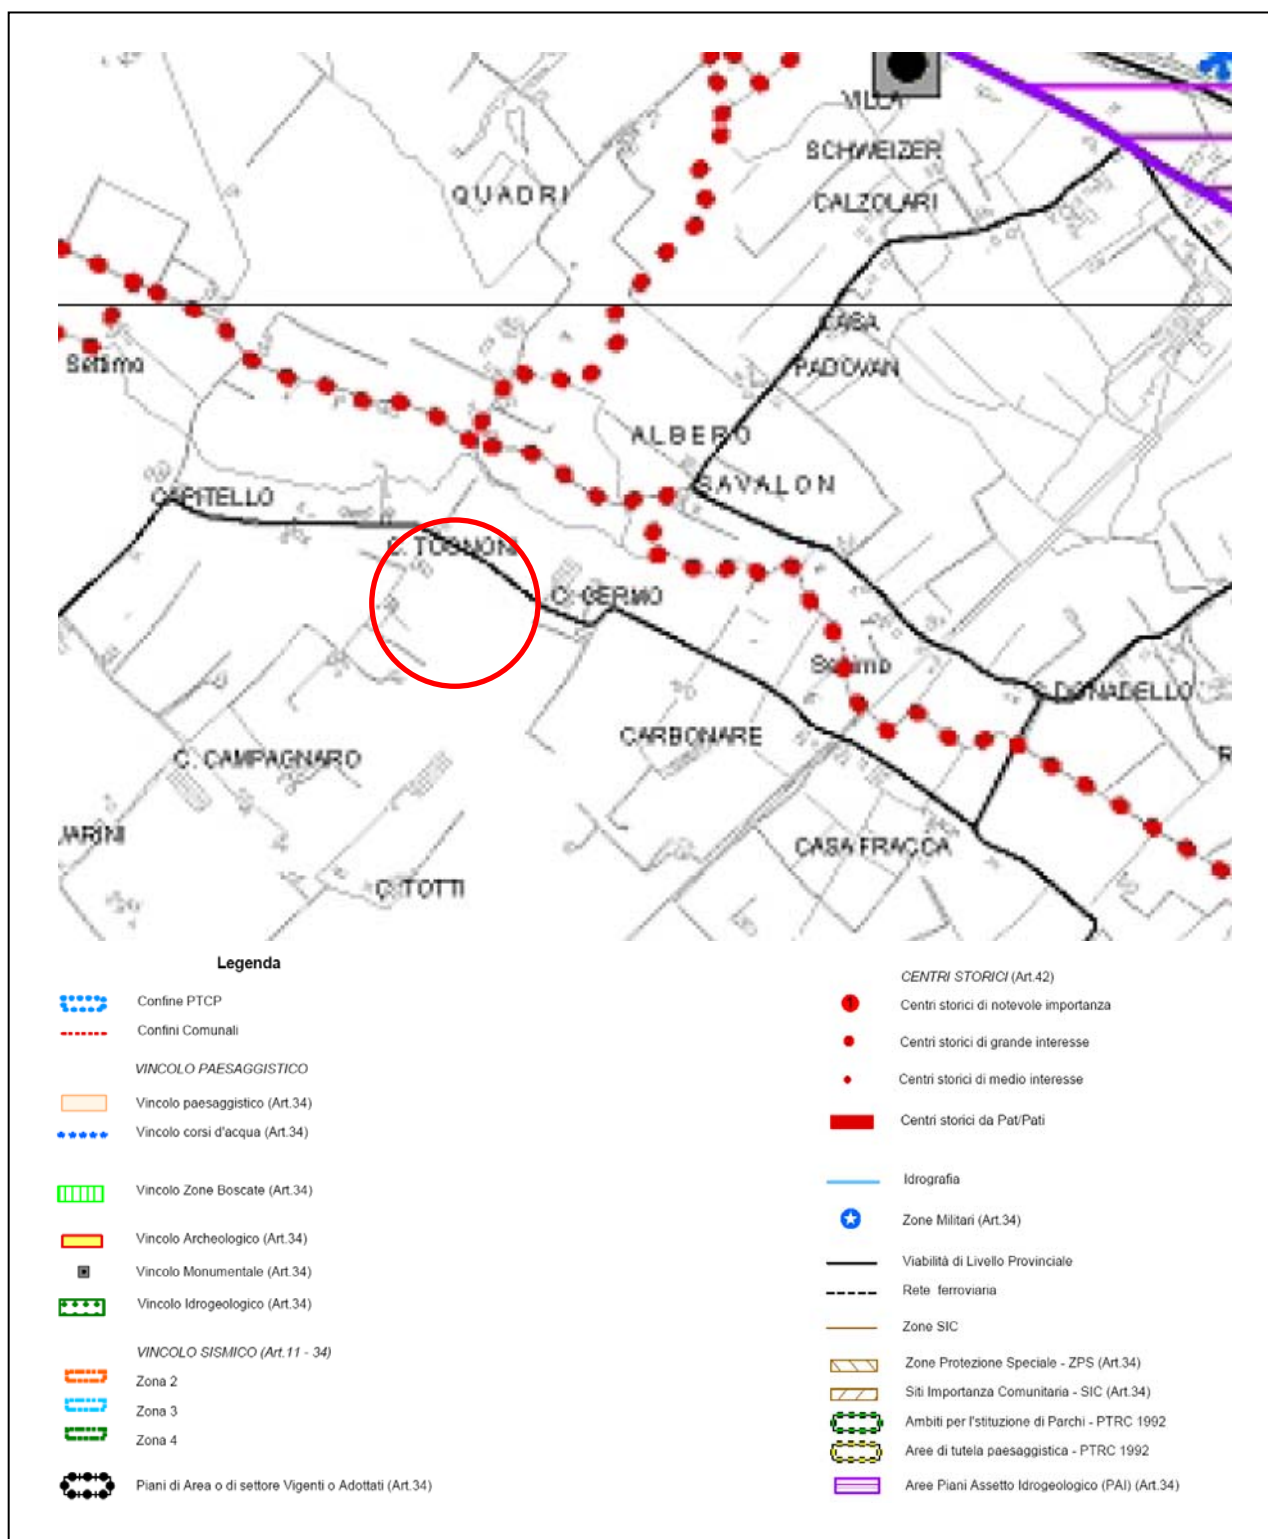 VILLA
SCHWEIZER
QUADRI
CALZOLARI
CASA
Settimo
PADOVAN
ALBERO
SAVALON
CAPITELLO
C. TOGNONI
C. GERMO
Settimo
C. DONADELLO
CARBONARE
R
C. CAMPAGNARO
CASA FRACCA
C. TOTTI
Legenda
Confine PTCP
Confini Comunali
VINCOLO PAESAGGISTICO
Vincolo paesaggistico (Art.34)
Vincolo corsi d'acqua (Art.34)
Vincolo Zone Boscate (Art.34)
Vincolo Archeologico (Art.34)
Vincolo Monumentale (Art.34)
Vincolo Idrogeologico (Art.34)
VINCOLO SISMICO (Art.11 - 34)
Zona 2
Zona 3
Zona 4
Piani di Area o di settore Vigenti o Adottati (Art.34)
CENTRI STORICI (Art.42)
Centri storici di notevole importanza
Centri storici di grande interesse
Centri storici di medio interesse
Centri storici da Pat/Pati
Idrografia
Zone Militari (Art.34)
Viabilità di Livello Provinciale
Rete ferroviaria
Zone SIC
Zone Protezione Speciale - ZPS (Art.34)
Siti Importanza Comunitaria - SIC (Art.34)
Ambiti per l'stituzione di Parchi - PTRC 1992
Aree di tutela paesaggistica - PTRC 1992
Aree Piani Assetto Idrogeologico (PAI) (Art.34)